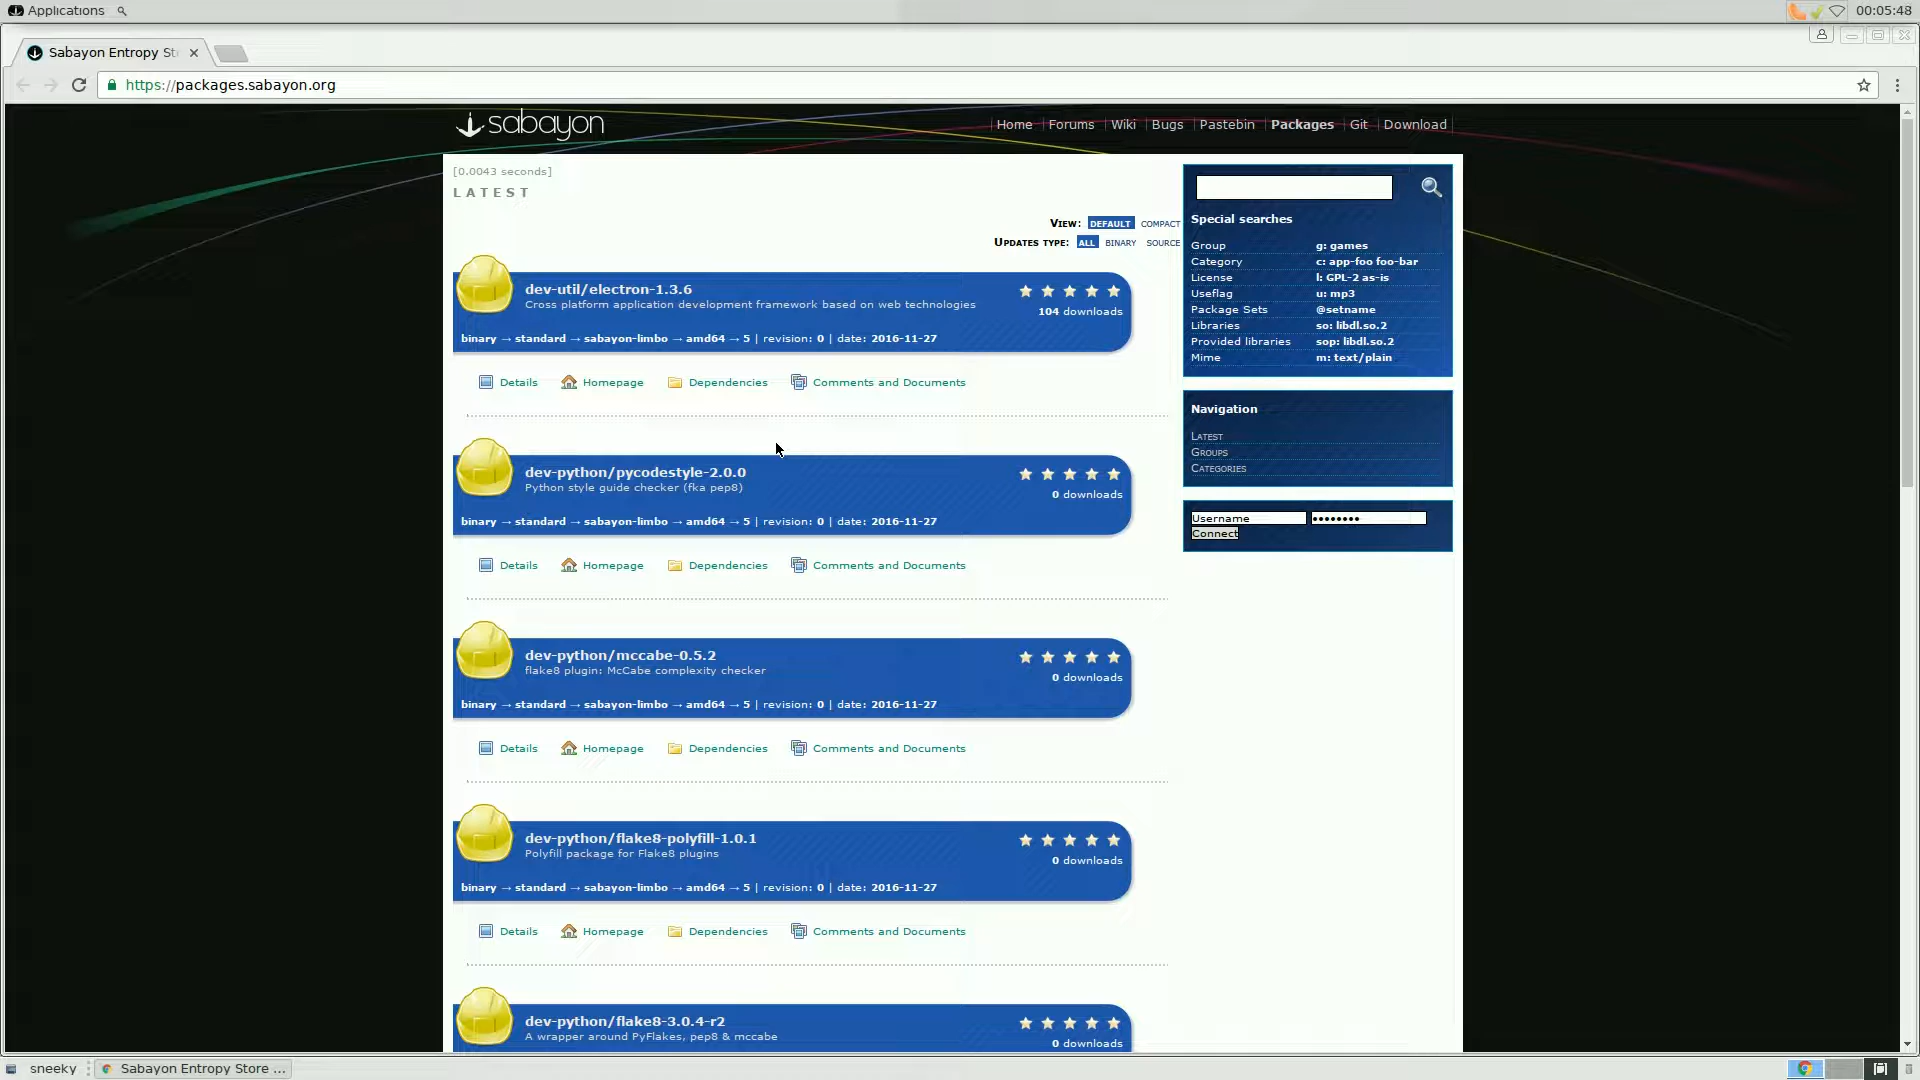 Applications
00:05:48
Sabayon Entropy St
https://packages.sabayon.org
sabayon
Home
Forums
Wiki
Bugs
Pastebin
Packages
Git
Download
[0.0043 seconds]
LATEST
VIEW: DEFAULT COMPACT
UPDATES TYPE: ALL BINARY SOURCE
dev-util/electron-1.3.6
Cross platform application development framework based on web technologies
104 downloads
binary → standard → sabayon-limbo → amd64 → 5 | revision: 0 | date: 2016-11-27
Details Homepage Dependencies Comments and Documents
dev-python/pycodestyle-2.0.0
Python style guide checker (fka pep8)
0 downloads
binary → standard → sabayon-limbo → amd64 → 5 | revision: 0 | date: 2016-11-27
Details Homepage Dependencies Comments and Documents
dev-python/mccabe-0.5.2
flake8 plugin: McCabe complexity checker
0 downloads
binary → standard → sabayon-limbo → amd64 → 5 | revision: 0 | date: 2016-11-27
Details Homepage Dependencies Comments and Documents
dev-python/flake8-polyfill-1.0.1
Polyfill package for Flake8 plugins
0 downloads
binary → standard → sabayon-limbo → amd64 → 5 | revision: 0 | date: 2016-11-27
Details Homepage Dependencies Comments and Documents
dev-python/flake8-3.0.4-r2
A wrapper around PyFlakes, pep8 & mccabe
0 downloads
Special searches
Group g: games
Category c: app-foo foo-bar
License l: GPL-2 as-is
Useflag u: mp3
Package Sets @setname
Libraries so: libdl.so.2
Provided libraries sop: libdl.so.2
Mime m: text/plain
Navigation
LATEST
GROUPS
CATEGORIES
Username ••••••••
Connect
sneeky
Sabayon Entropy Store ...